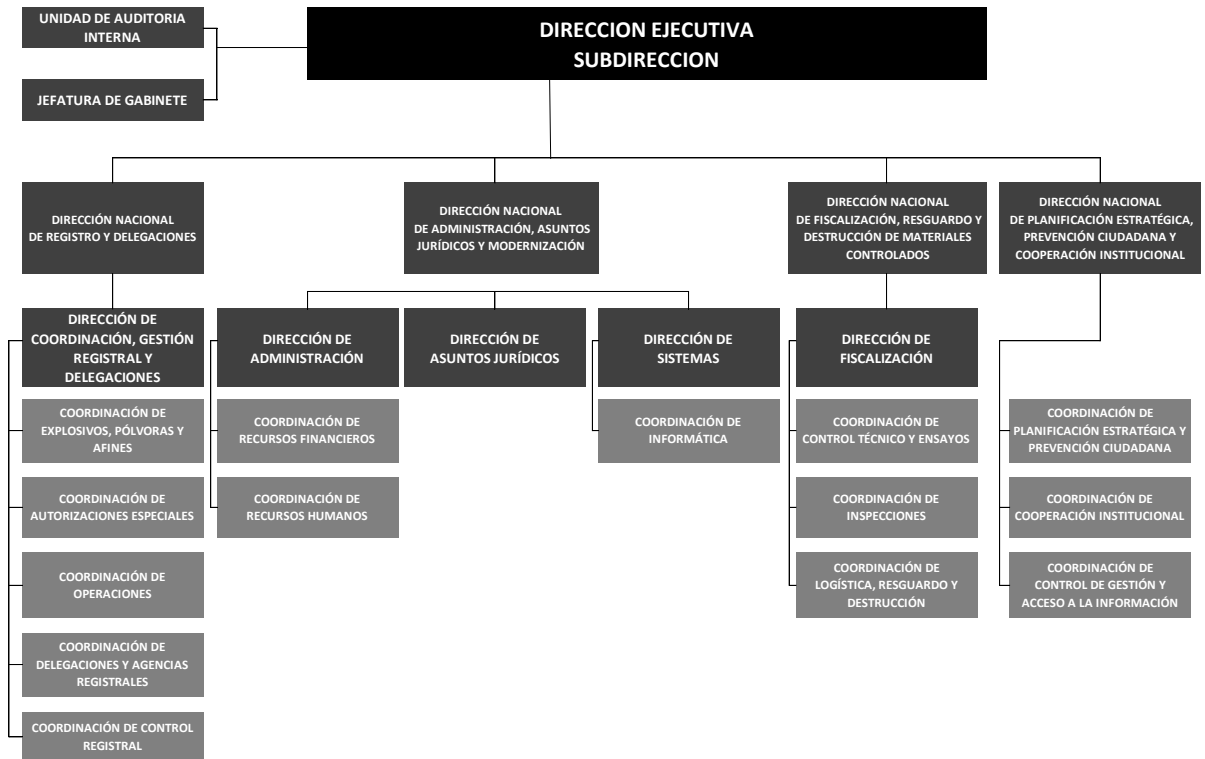 UNIDAD DE AUDITORIA
INTERNA
DIRECCION EJECUTIVA
SUBDIRECCION
JEFATURA DE GABINETE
DIRECCIÓN NACIONAL
DE REGISTRO Y DELEGACIONES
DIRECCIÓN NACIONAL
DE ADMINISTRACIÓN, ASUNTOS
JURÍDICOS Y MODERNIZACIÓN
DIRECCIÓN NACIONAL
DE FISCALIZACIÓN, RESGUARDO Y
DESTRUCCIÓN DE MATERIALES
CONTROLADOS
DIRECCIÓN NACIONAL
DE PLANIFICACIÓN ESTRATÉGICA,
PREVENCIÓN CIUDADANA Y
COOPERACIÓN INSTITUCIONAL
DIRECCIÓN DE
COORDINACIÓN, GESTIÓN
REGISTRAL Y
DELEGACIONES
DIRECCIÓN DE
ADMINISTRACIÓN
DIRECCIÓN DE
ASUNTOS JURÍDICOS
DIRECCIÓN DE
SISTEMAS
DIRECCIÓN DE
FISCALIZACIÓN
COORDINACIÓN DE
EXPLOSIVOS, PÓLVORAS Y
AFINES
COORDINACIÓN DE
RECURSOS FINANCIEROS
COORDINACIÓN DE
INFORMÁTICA
COORDINACIÓN DE
CONTROL TÉCNICO Y ENSAYOS
COORDINACIÓN DE
PLANIFICACIÓN ESTRATÉGICA Y
PREVENCIÓN CIUDADANA
COORDINACIÓN DE
AUTORIZACIONES ESPECIALES
COORDINACIÓN DE
RECURSOS HUMANOS
COORDINACIÓN DE
INSPECCIONES
COORDINACIÓN DE
COOPERACIÓN INSTITUCIONAL
COORDINACIÓN DE
OPERACIONES
COORDINACIÓN DE
LOGÍSTICA, RESGUARDO Y
DESTRUCCIÓN
COORDINACIÓN DE
CONTROL DE GESTIÓN Y
ACCESO A LA INFORMACIÓN
COORDINACIÓN DE
DELEGACIONES Y AGENCIAS
REGISTRALES
COORDINACIÓN DE CONTROL
REGISTRAL